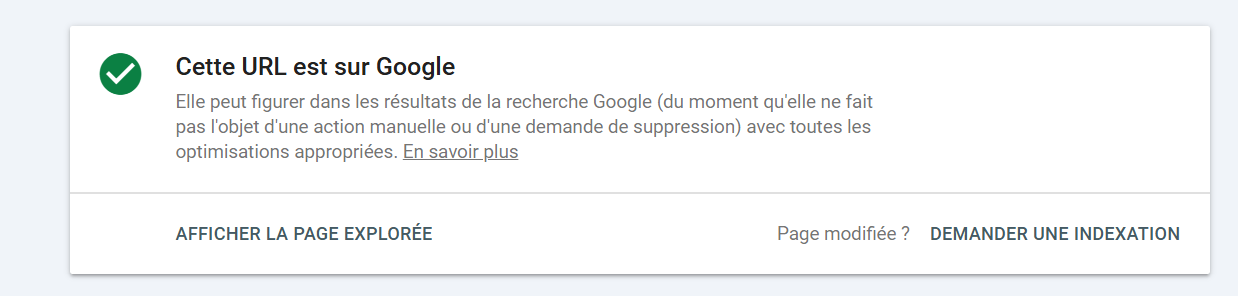 Cette URL est sur Google
Elle peut figurer dans les résultats de la recherche Google (du moment qu'elle ne fait
pas l'objet d'une action manuelle ou d'une demande de suppression) avec toutes les
optimisations appropriées. En savoir plus
AFFICHER LA PAGE EXPLORÉE
Page modifiée ? DEMANDER UNE INDEXATION